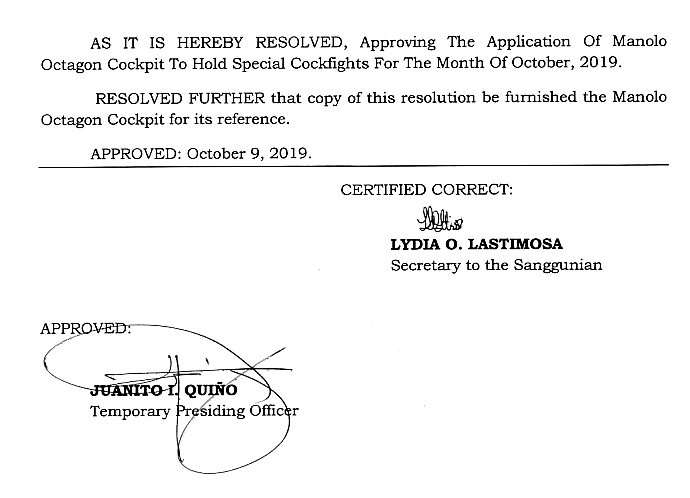 AS IT IS HEREBY RESOLVED, Approving The Application Of Manolo
Octagon Cockpit To Hold Special Cockfights For The Month Of October, 2019.
RESOLVED FURTHER that copy of this resolution be furnished the Manolo
Octagon Cockpit for its reference.
APPROVED: October 9, 2019.
CERTIFIED CORRECT:
LYDIA O. LASTIMOSA
Secretary to the Sanggunian
APPROVED:
JUANITO I. QUIÑO
Temporary Presiding Officer